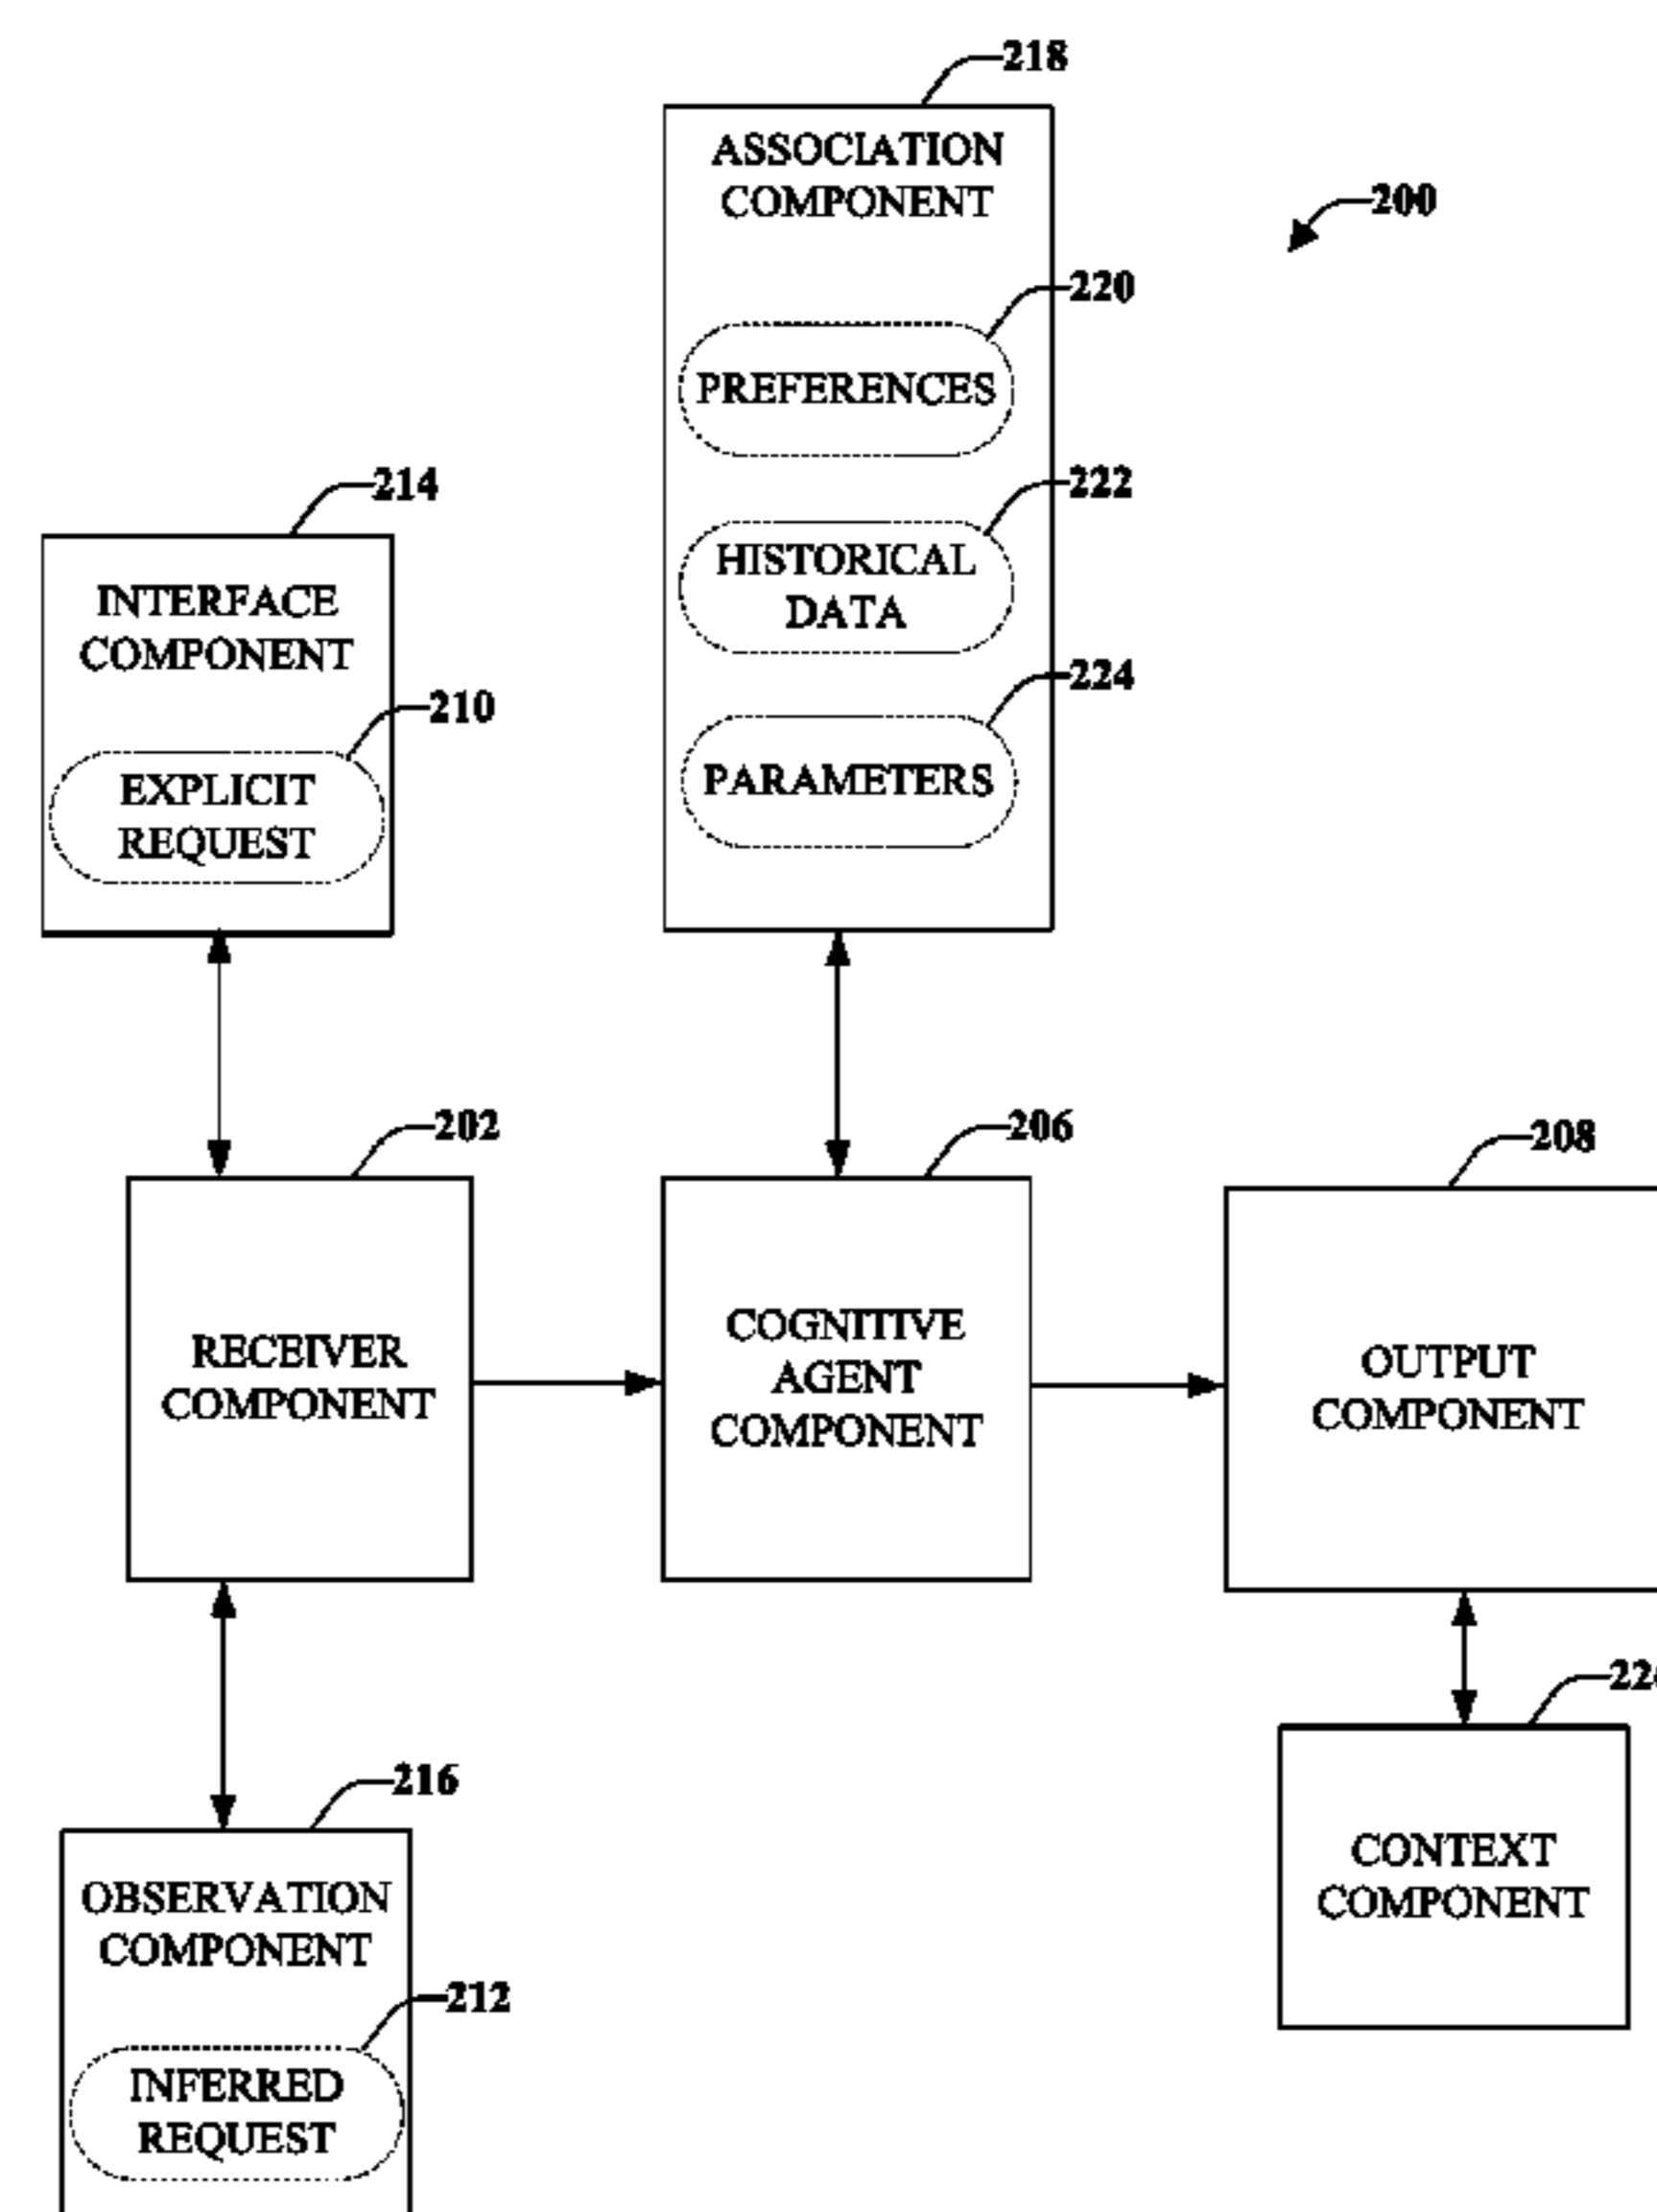 218
ASSOCIATION
COMPONENT
200
220
PREFERENCES
222
HISTORICAL
DATA
224
PARAMETERS
214
INTERFACE
COMPONENT
210
EXPLICIT
REQUEST
202
RECEIVER
COMPONENT
206
COGNITIVE
AGENT
COMPONENT
208
OUTPUT
COMPONENT
216
OBSERVATION
COMPONENT
212
INFERRED
REQUEST
CONTEXT
COMPONENT